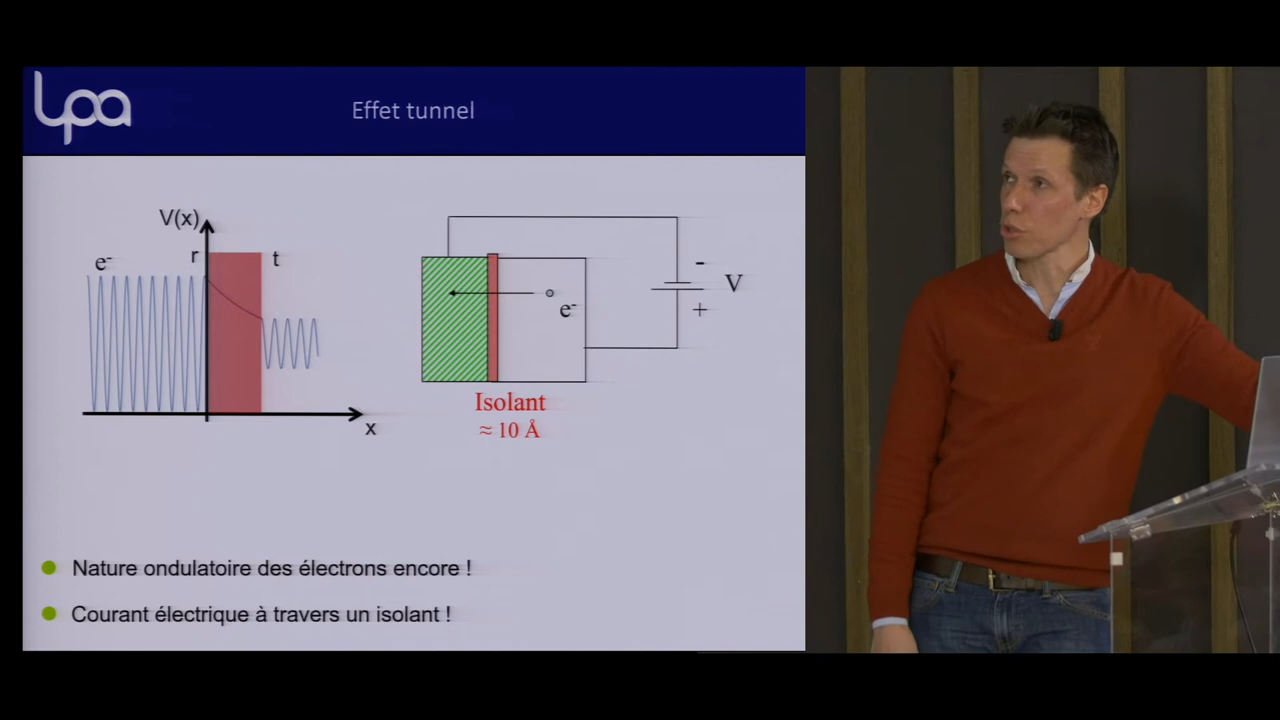 lpa
Effet tunnel
V(x)
e⁻
r
t
x
-
V
+
e⁻
Isolant
≈ 10 Å
Nature ondulatoire des électrons encore !
Courant électrique à travers un isolant !